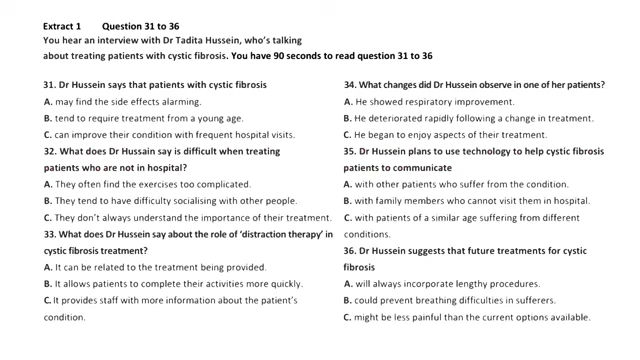 Extract 1 Question 31 to 36
You hear an interview with Dr Tadita Hussein, who's talking
about treating patients with cystic fibrosis. You have 90 seconds to read question 31 to 36
31. Dr Hussein says that patients with cystic fibrosis
A. may find the side effects alarming.
B. tend to require treatment from a young age.
C. can improve their condition with frequent hospital visits.
32. What does Dr Hussain say is difficult when treating
patients who are not in hospital?
A. They often find the exercises too complicated.
B. They tend to have difficulty socialising with other people.
C. They don't always understand the importance of their treatment.
33. What does Dr Hussein say about the role of 'distraction therapy' in
cystic fibrosis treatment?
A. It can be related to the treatment being provided.
B. It allows patients to complete their activities more quickly.
C. It provides staff with more information about the patient's
condition.
34. What changes did Dr Hussein observe in one of her patients?
A. He showed respiratory improvement.
B. He deteriorated rapidly following a change in treatment.
C. He began to enjoy aspects of their treatment.
35. Dr Hussein plans to use technology to help cystic fibrosis
patients to communicate
A. with other patients who suffer from the condition.
B. with family members who cannot visit them in hospital.
C. with patients of a similar age suffering from different
conditions.
36. Dr Hussein suggests that future treatments for cystic
fibrosis
A. will always incorporate lengthy procedures.
B. could prevent breathing difficulties in sufferers.
C. might be less painful than the current options available.